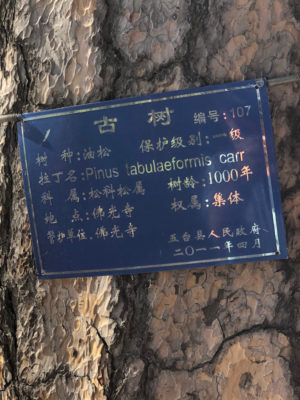 古树 编号:107
树 种:油松 保护级别:一级
拉丁名:Pinus tabulaeformis carr
科 属:松科松属 树龄:1000年
地 点:佛光寺 权属:集体
管护单位:佛光寺
五台县人民政府
二〇一一年四月